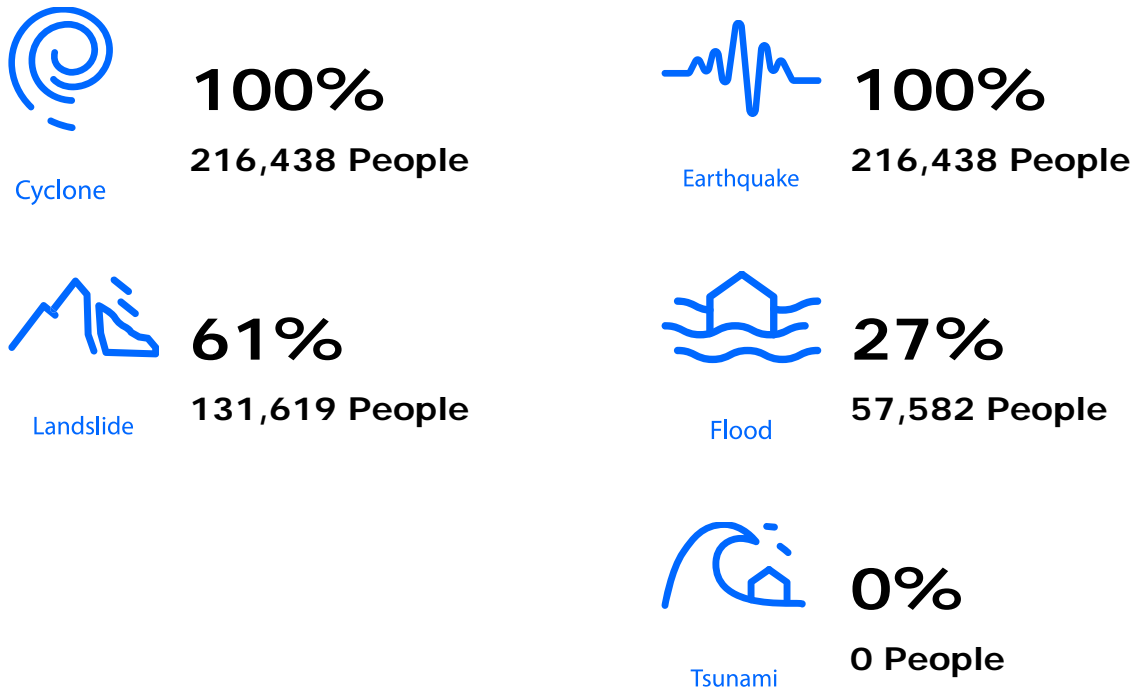 100%
216,438 People
Cyclone
100%
216,438 People
Earthquake
61%
131,619 People
Landslide
27%
57,582 People
Flood
0%
0 People
Tsunami